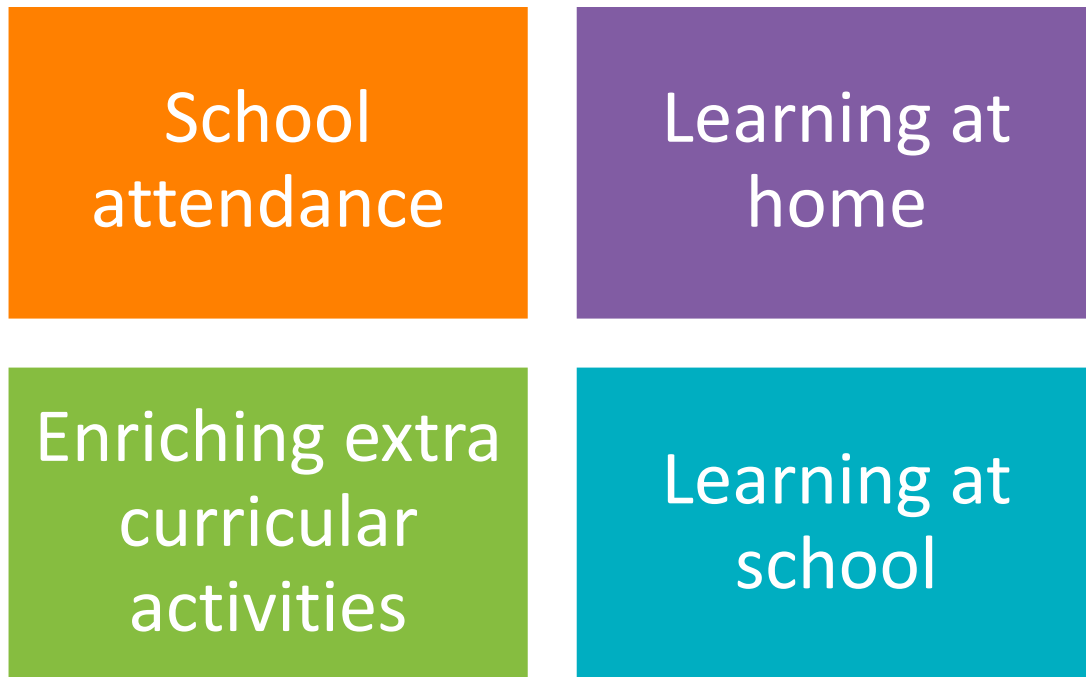 School
attendance
Learning at
home
Enriching extra
curricular
activities
Learning at
school